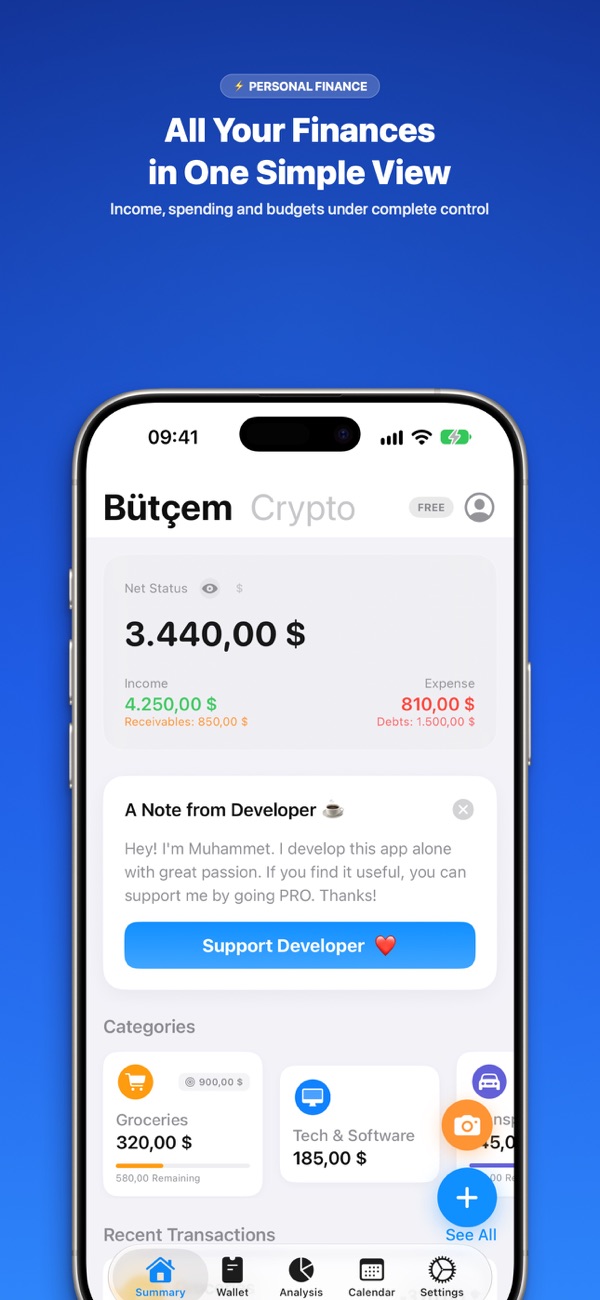 ⚡ PERSONAL FINANCE
All Your Finances
in One Simple View
Income, spending and budgets under complete control
09:41
Bütçem Crypto FREE
Net Status $
3.440,00 $
Income Expense
4.250,00 $ 810,00 $
Receivables: 850,00 $ Debts: 1.500,00 $
A Note from Developer ☕
Hey! I'm Muhammet. I develop this app alone
with great passion. If you find it useful, you can
support me by going PRO. Thanks!
Support Developer ❤️
Categories
900,00 $
Groceries
320,00 $
580,00 Remaining
Tech & Software
185,00 $
Recent Transactions See All
Summary Wallet Analysis Calendar Settings